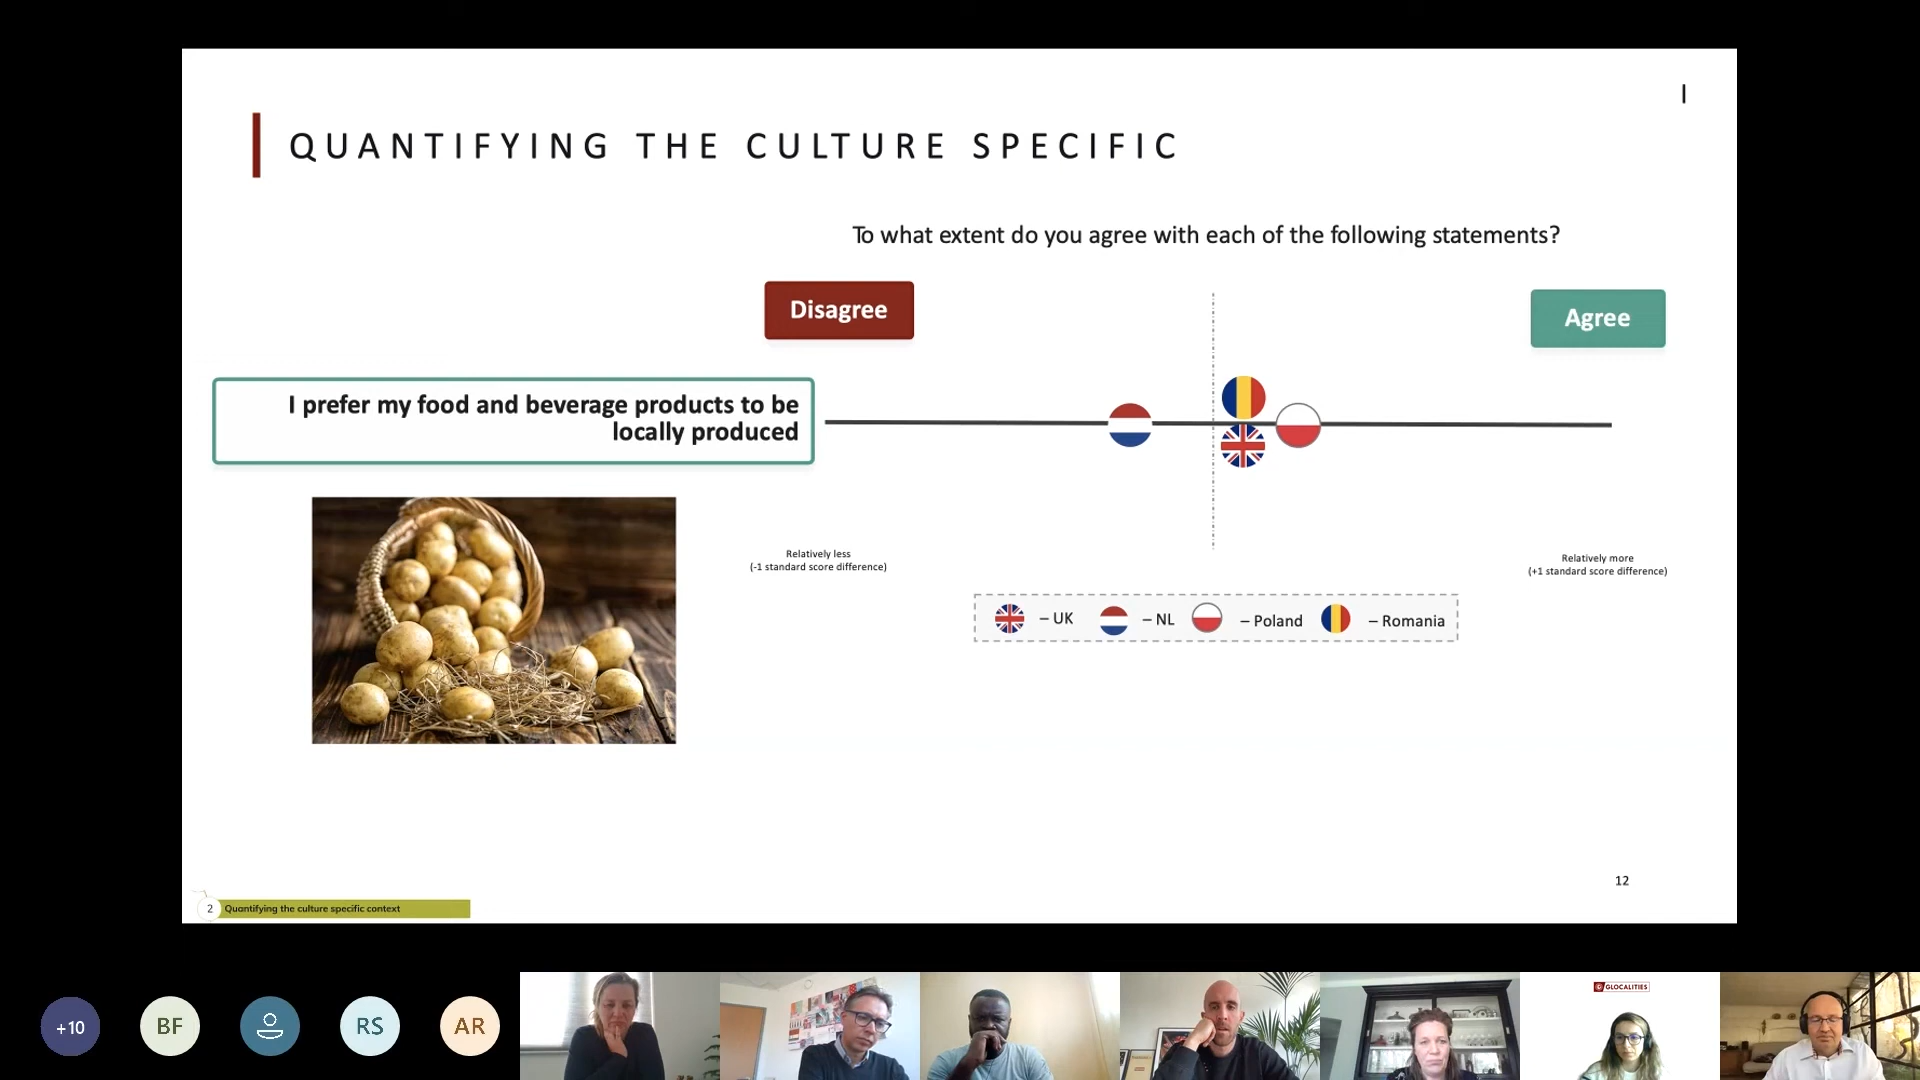 QUANTIFYING THE CULTURE SPECIFIC
To what extent do you agree with each of the following statements?
Disagree
Agree
I prefer my food and beverage products to be
locally produced
Relatively less
(-1 standard score difference)
Relatively more
(+1 standard score difference)
– UK – NL – Poland – Romania
12
2 Quantifying the culture specific context
+10 BF RS AR
GLOCALITIES